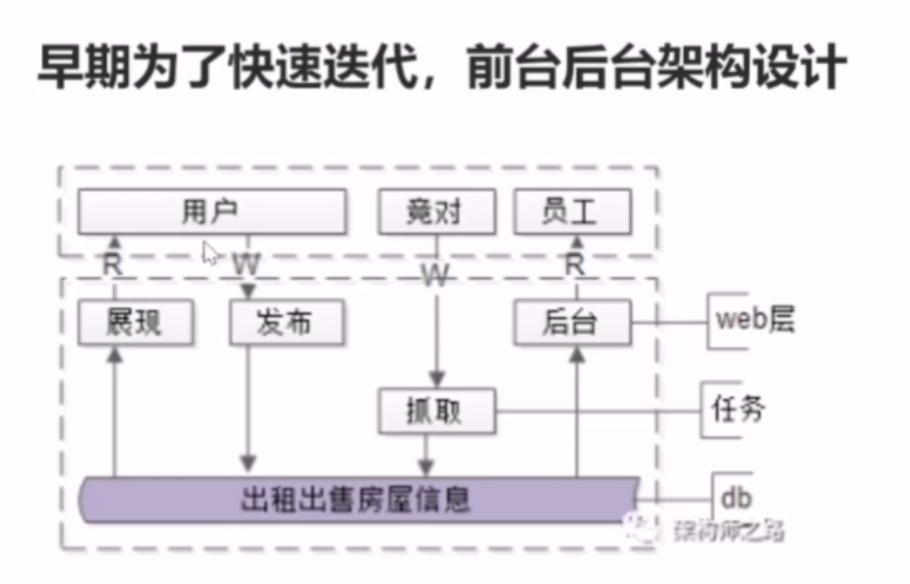 早期为了快速迭代，前台后台架构设计
用户
竟对
员工
R
W
W
R
展现
发布
后台
web层
抓取
任务
出租出售房屋信息
db
架构师之路